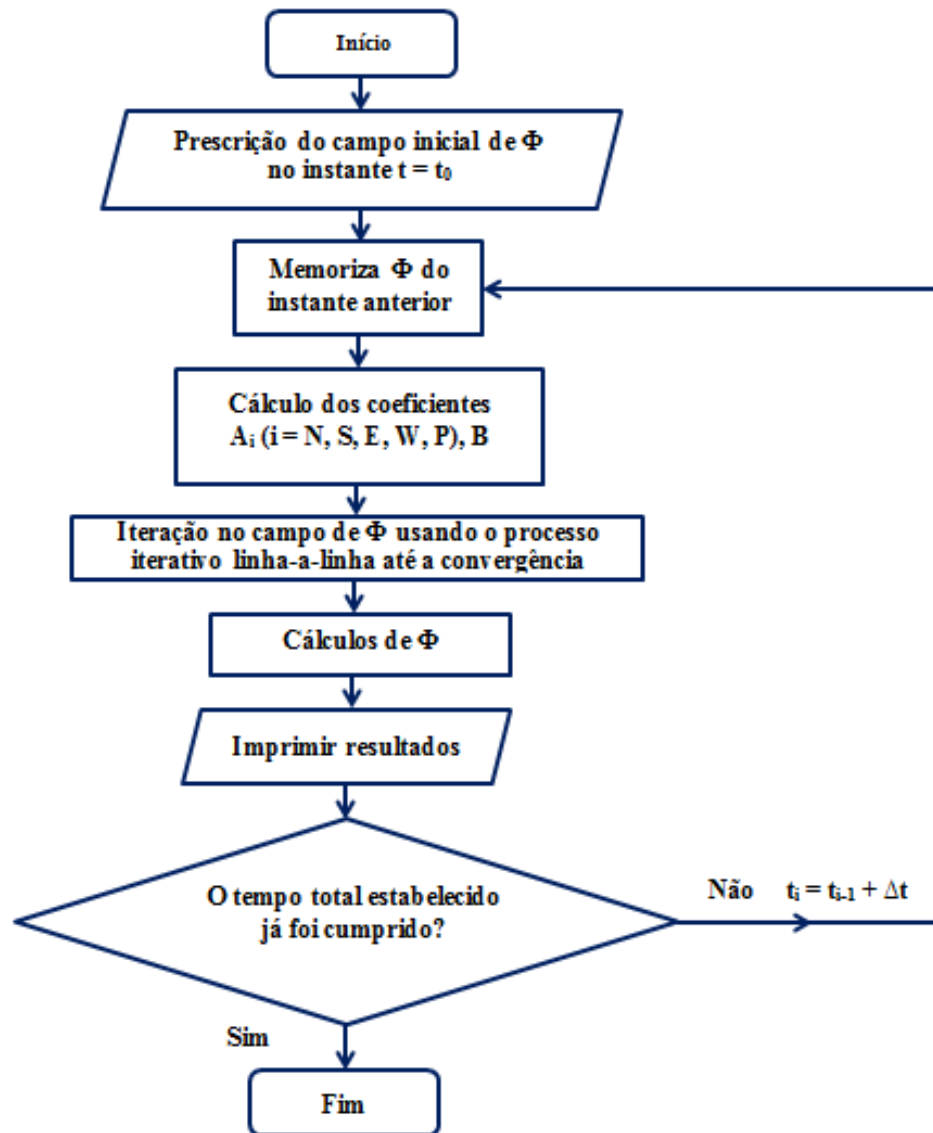 Início
Prescrição do campo inicial de Φ
no instante t = t₀
Memoriza Φ do
instante anterior
Cálculo dos coeficientes
Aᵢ (i = N, S, E, W, P), B
Iteração no campo de Φ usando o processo
iterativo linha-a-linha até a convergência
Cálculos de Φ
Imprimir resultados
O tempo total estabelecido
já foi cumprido?
Não tᵢ = tᵢ₋₁ + Δt
Sim
Fim